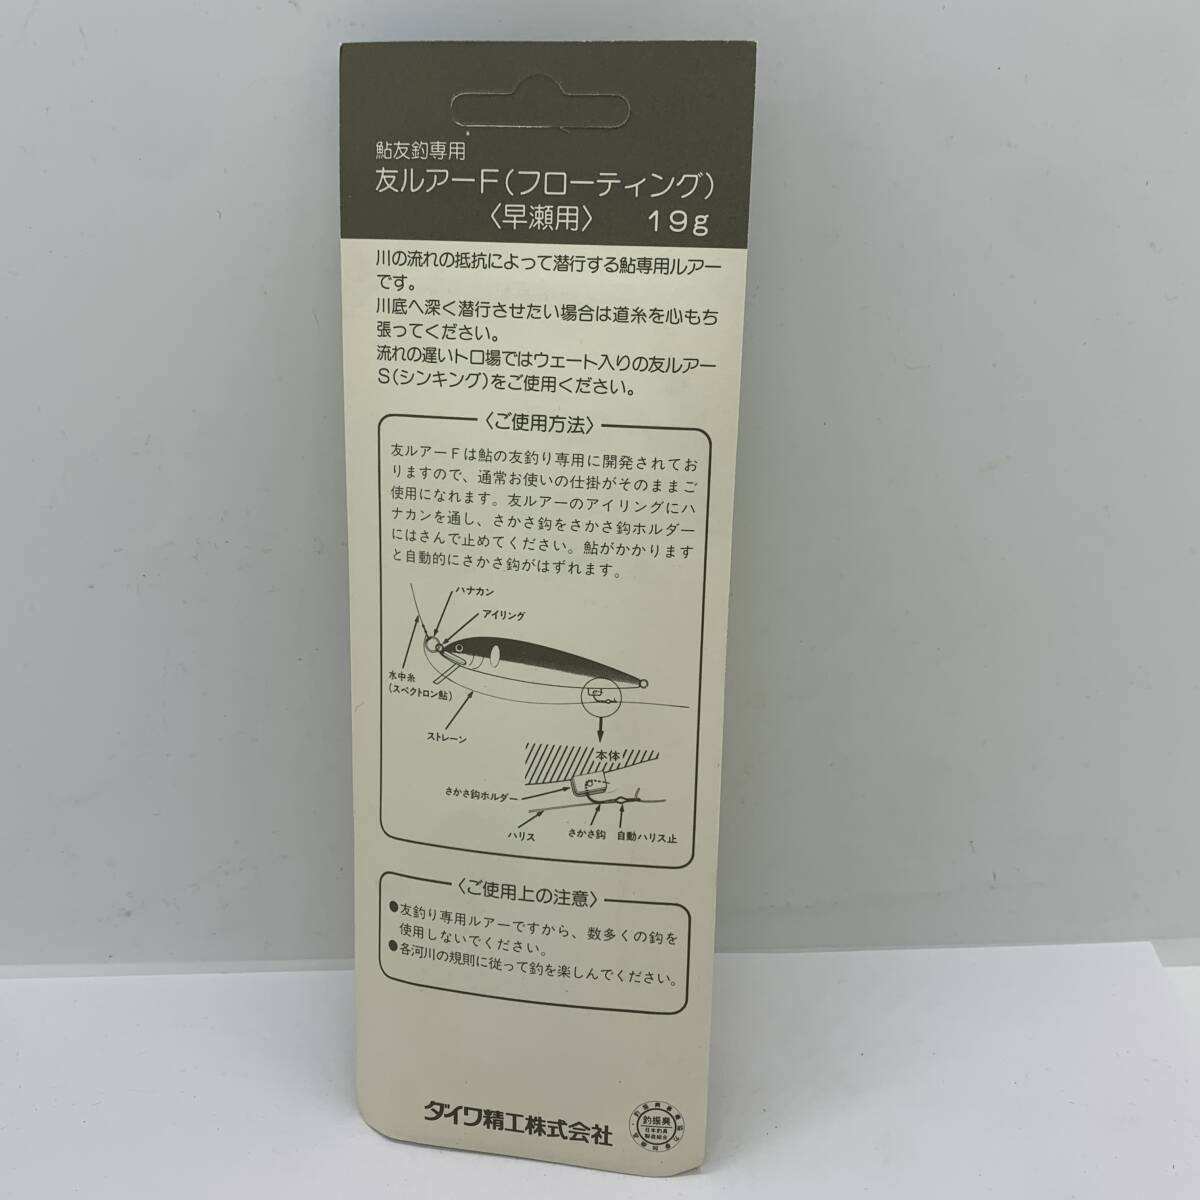 鮎友釣専用
友ルアーF(フローティング)
〈早瀬用〉 19g
川の流れの抵抗によって潜行する鮎専用ルアー
です。
川底へ深く潜行させたい場合は道糸を心もち
張ってください。
流れの遅いトロ場ではウェート入りの友ルアー
S(シンキング)をご使用ください。
〈ご使用方法〉
友ルアーFは鮎の友釣り専用に開発されてお
りますので、通常お使いの仕掛がそのままご
使用になれます。友ルアーのアイリングにハ
ナカンを通し、さかさ鈎をさかさ鈎ホルダー
にはさんで止めてください。鮎がかかります
と自動的にさかさ鈎がはずれます。
ハナカン
アイリング
水中糸
(スペクトロン鮎)
ストレーン
本体
さかさ鈎ホルダー
ハリス
さかさ鈎
自動ハリス止
〈ご使用上の注意〉
●友釣り専用ルアーですから、数多くの鈎を
使用しないでください。
●各河川の規則に従って釣を楽しんでください。
ダイワ精工株式会社
釣振興
日本釣具
製造組合